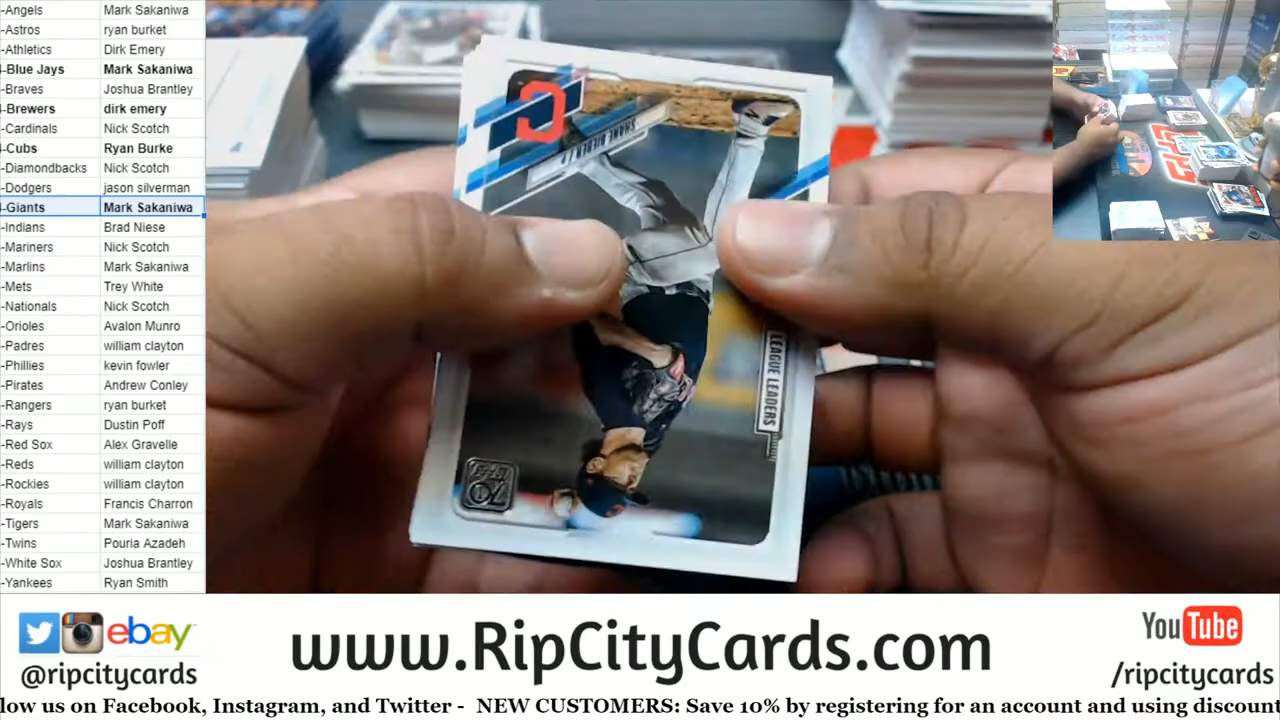 -Angels Mark Sakaniwa
-Astros ryan burket
-Athletics Dirk Emery
-Blue Jays Mark Sakaniwa
-Braves Joshua Brantley
-Brewers dirk emery
-Cardinals Nick Scotch
-Cubs Ryan Burke
-Diamondbacks Nick Scotch
-Dodgers jason silverman
-Giants Mark Sakaniwa
-Indians Brad Niese
-Mariners Nick Scotch
-Marlins Mark Sakaniwa
-Mets Trey White
-Nationals Nick Scotch
-Orioles Avalon Munro
-Padres william clayton
-Phillies kevin fowler
-Pirates Andrew Conley
-Rangers ryan burket
-Rays Dustin Poff
-Red Sox Alex Gravelle
-Reds william clayton
-Rockies william clayton
-Royals Francis Charron
-Tigers Mark Sakaniwa
-Twins Pouria Azadeh
-White Sox Joshua Brantley
-Yankees Ryan Smith
C
SHANE BIEBER / P
LEAGUE LEADERS
70
ebay
@ripcitycards
www.RipCityCards.com
YouTube
/ripcitycards
low us on Facebook, Instagram, and Twitter - NEW CUSTOMERS: Save 10% by registering for an account and using discount